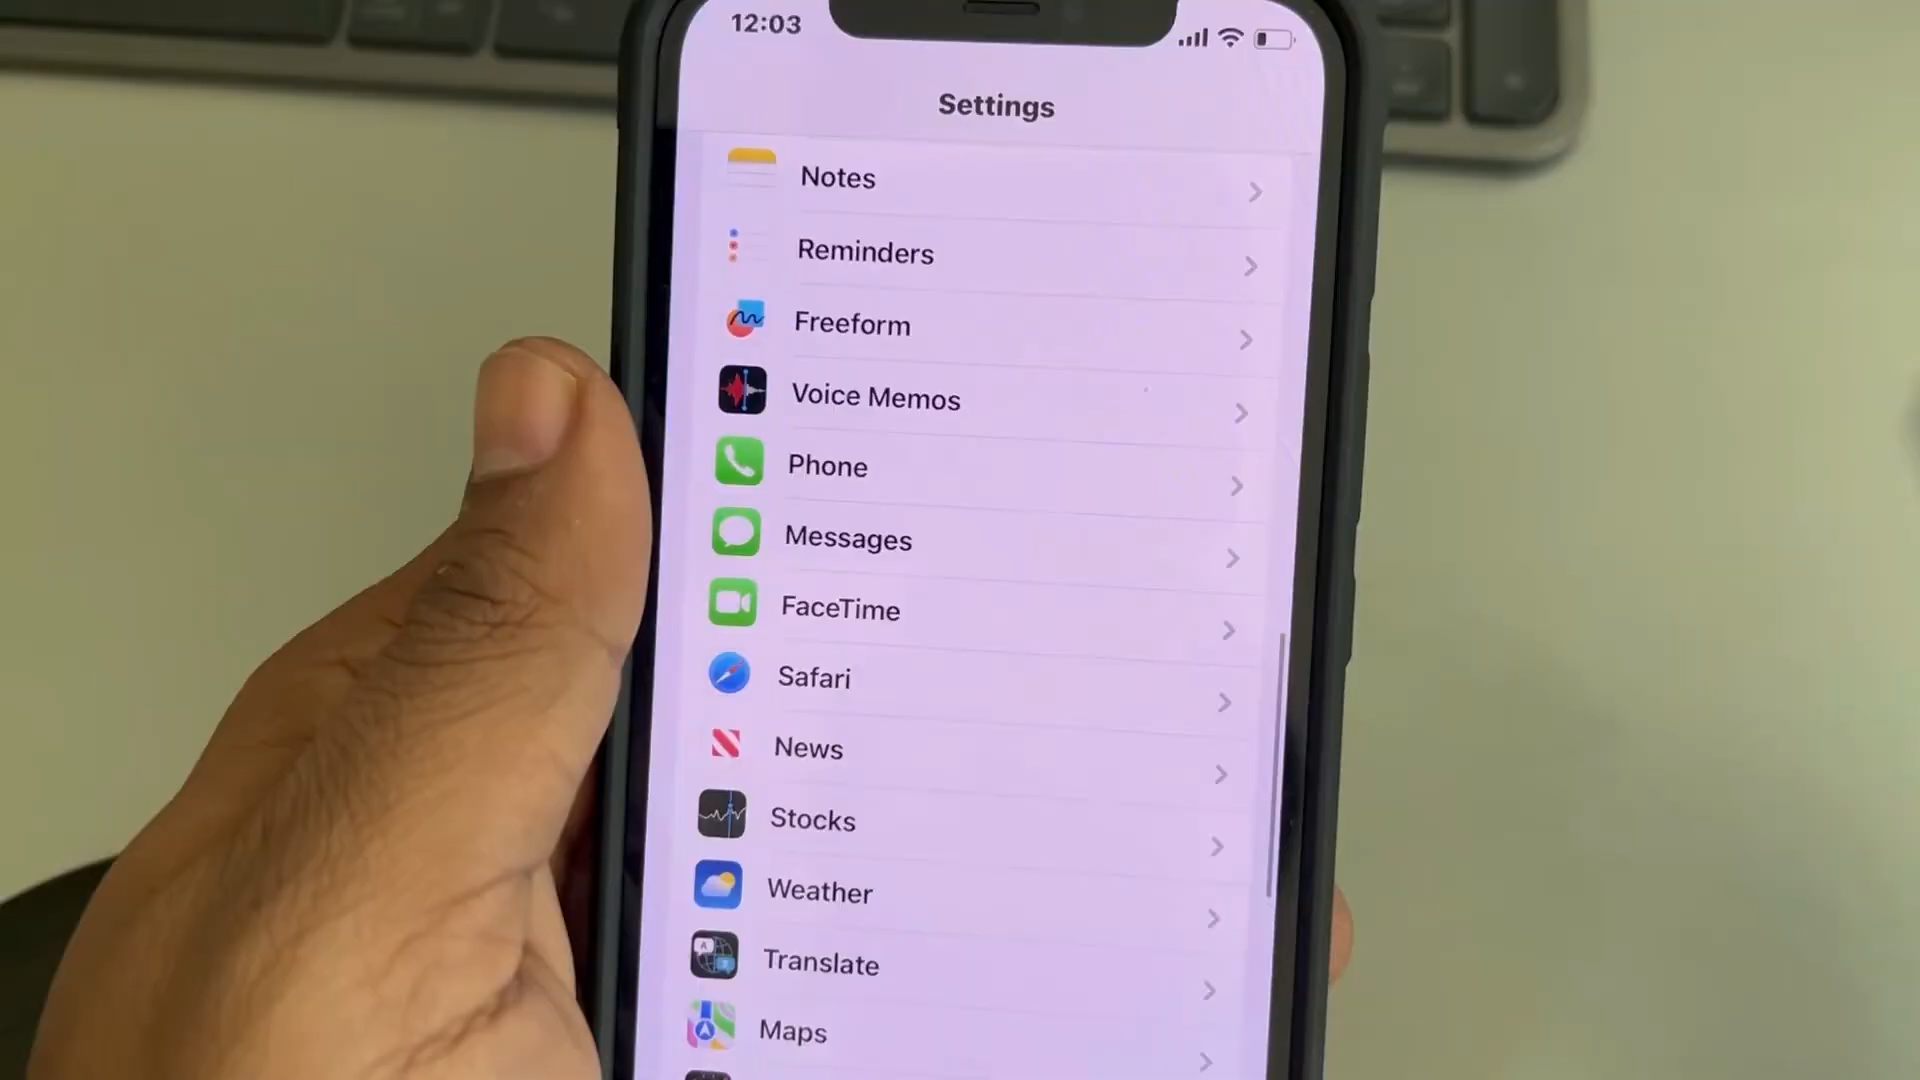 12:03
Settings
Notes
Reminders
Freeform
Voice Memos
Phone
Messages
FaceTime
Safari
News
Stocks
Weather
Translate
Maps